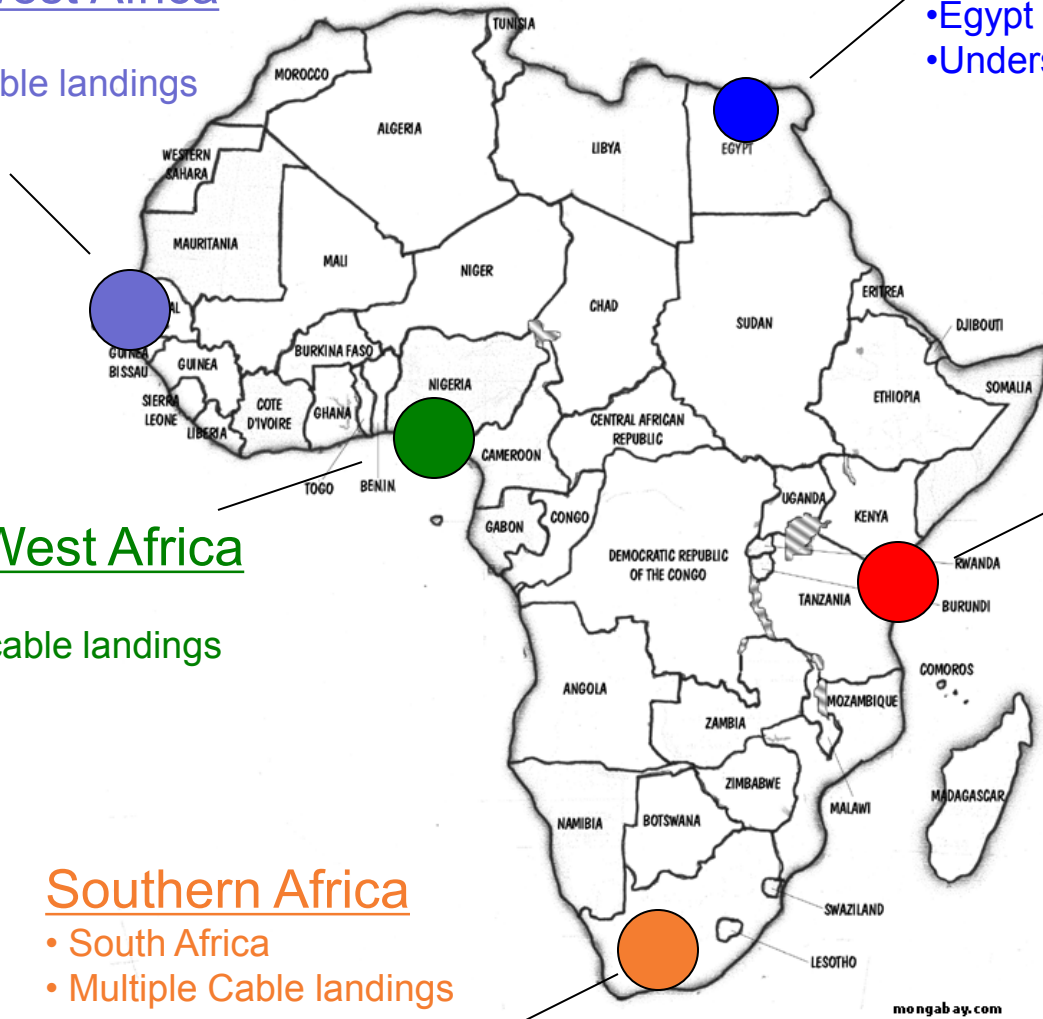 West Africa
ble landings
•Egypt
•Unders
TUNISIA
MOROCCO
ALGERIA
LIBYA
EGYPT
WESTERN
SAHARA
MAURITANIA
MALI
NIGER
CHAD
SUDAN
ERITREA
DJIBOUTI
AL
GUINEA
BISSAU
GUINEA
BURKINA FASO
NIGERIA
ETHIOPIA
SOMALIA
SIERRA
LEONE
LIBERIA
COTE
D'IVOIRE
GHANA
CENTRAL AFRICAN
REPUBLIC
CAMEROON
TOGO
BENIN
UGANDA
KENYA
GABON
CONGO
DEMOCRATIC REPUBLIC
OF THE CONGO
RWANDA
BURUNDI
TANZANIA
West Africa
cable landings
COMOROS
ANGOLA
ZAMBIA
MOZAMBIQUE
ZIMBABWE
MALAWI
MADAGASCAR
NAMIBIA
BOTSWANA
Southern Africa
• South Africa
• Multiple Cable landings
SWAZILAND
LESOTHO
mongabay.com